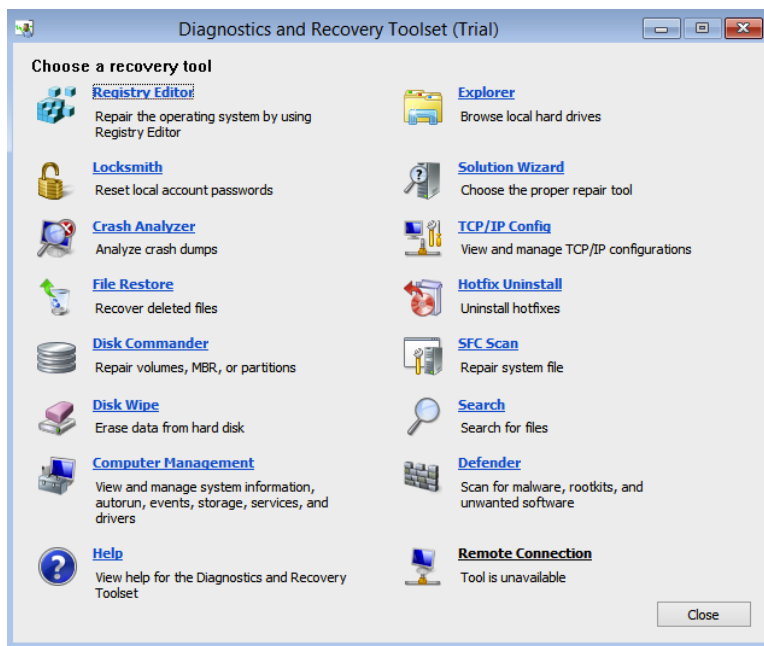 Diagnostics and Recovery Toolset (Trial)
Choose a recovery tool
Registry Editor
Repair the operating system by using
Registry Editor
Explorer
Browse local hard drives
Locksmith
Reset local account passwords
Solution Wizard
Choose the proper repair tool
Crash Analyzer
Analyze crash dumps
TCP/IP Config
View and manage TCP/IP configurations
File Restore
Recover deleted files
Hotfix Uninstall
Uninstall hotfixes
Disk Commander
Repair volumes, MBR, or partitions
SFC Scan
Repair system file
Disk Wipe
Erase data from hard disk
Search
Search for files
Computer Management
View and manage system information,
autorun, events, storage, services, and
drivers
Defender
Scan for malware, rootkits, and
unwanted software
Help
View help for the Diagnostics and Recovery
Toolset
Remote Connection
Tool is unavailable
Close